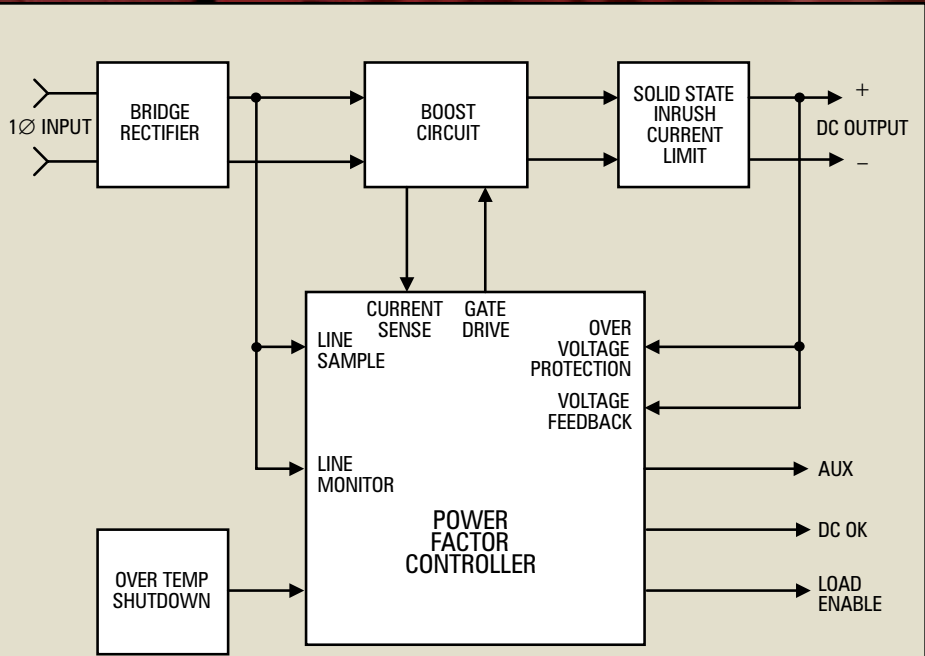 1Ø INPUT
BRIDGE
RECTIFIER
BOOST
CIRCUIT
SOLID STATE
INRUSH
CURRENT
LIMIT
+
DC OUTPUT
–
CURRENT
SENSE
GATE
DRIVE
LINE
SAMPLE
OVER
VOLTAGE
PROTECTION
VOLTAGE
FEEDBACK
LINE
MONITOR
POWER
FACTOR
CONTROLLER
AUX
DC OK
LOAD
ENABLE
OVER TEMP
SHUTDOWN